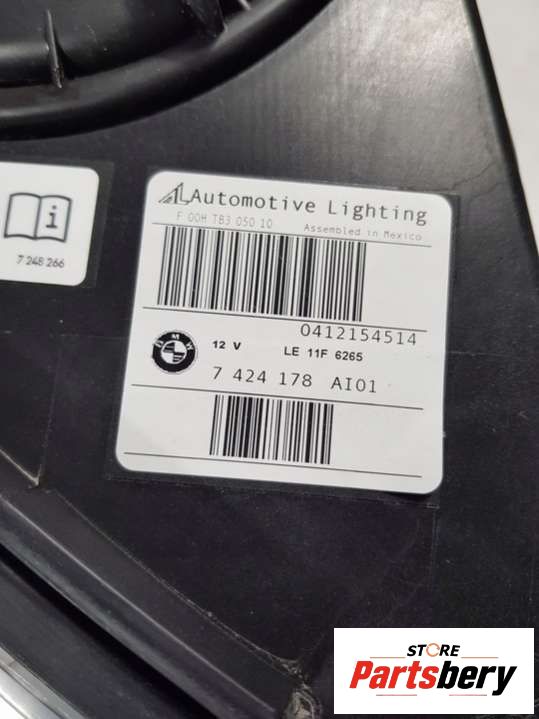 Automotive Lighting
F 00H TB3 050 10 Assembled in Mexico
i
7 248 266
0412154514
BMW 12 V LE 11F 6265
7 424 178 AI01
STORE
Partsbery